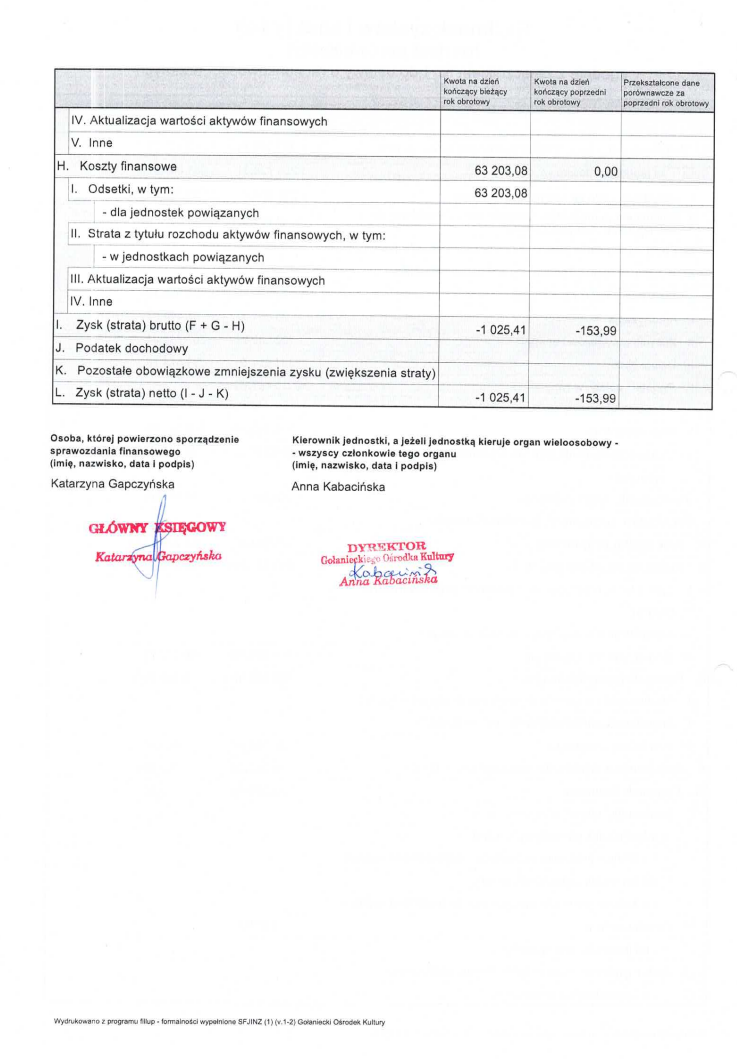 Kwota na dzień kończący bieżący rok obrotowy
Kwota na dzień kończący poprzedni rok obrotowy
Przekształcone dane porównawcze za poprzedni rok obrotowy
IV. Aktualizacja wartości aktywów finansowych
V. Inne
H. Koszty finansowe 63 203,08 0,00
I. Odsetki, w tym: 63 203,08
- dla jednostek powiązanych
II. Strata z tytułu rozchodu aktywów finansowych, w tym:
- w jednostkach powiązanych
III. Aktualizacja wartości aktywów finansowych
IV. Inne
I. Zysk (strata) brutto (F + G - H) -1 025,41 -153,99
J. Podatek dochodowy
K. Pozostałe obowiązkowe zmniejszenia zysku (zwiększenia straty)
L. Zysk (strata) netto (I - J - K) -1 025,41 -153,99
Osoba, której powierzono sporządzenie
sprawozdania finansowego
(imię, nazwisko, data i podpis)
Katarzyna Gapczyńska
GŁÓWNY KSIĘGOWY
Katarzyna Gapczyńska
Kierownik jednostki, a jeżeli jednostką kieruje organ wieloosobowy -
- wszyscy członkowie tego organu
(imię, nazwisko, data i podpis)
Anna Kabacińska
DYREKTOR
Gołanieckiego Ośrodka Kultury
Anna Kabacińska
Wydrukowano z programu fillup - formalności wypełnione SFJINZ (1) (v.1-2) Gołaniecki Ośrodek Kultury